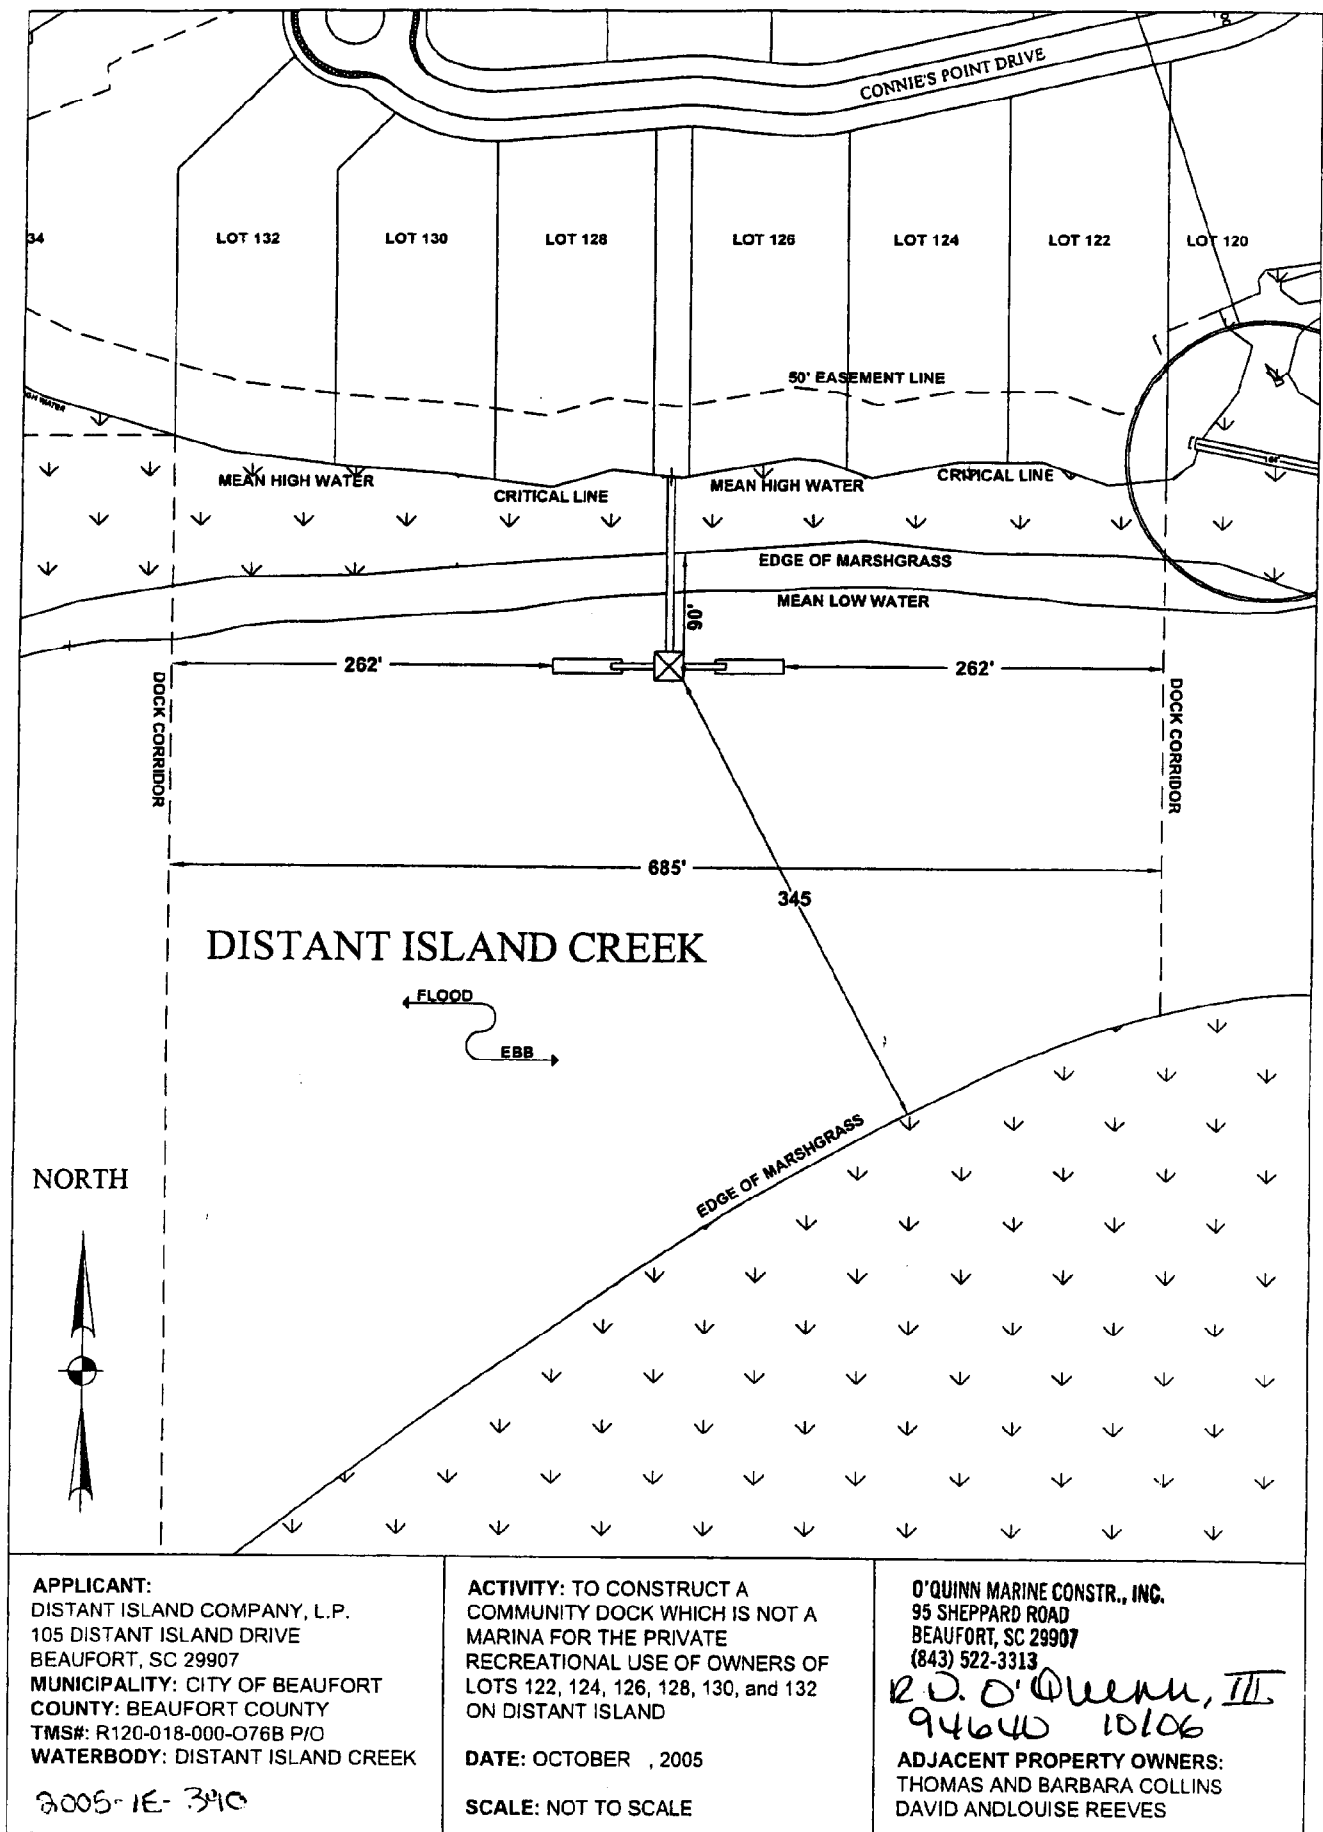 CONNIE'S POINT DRIVE
34
LOT 132
LOT 130
LOT 128
LOT 126
LOT 124
LOT 122
LOT 120
50' EASEMENT LINE
WATER
MEAN HIGH WATER
CRITICAL LINE
MEAN HIGH WATER
CRITICAL LINE
EDGE OF MARSHGRASS
MEAN LOW WATER
90'
262'
262'
DOCK CORRIDOR
DOCK CORRIDOR
685'
345
DISTANT ISLAND CREEK
FLOOD
EBB
EDGE OF MARSHGRASS
NORTH
APPLICANT:
DISTANT ISLAND COMPANY, L.P.
105 DISTANT ISLAND DRIVE
BEAUFORT, SC 29907
MUNICIPALITY: CITY OF BEAUFORT
COUNTY: BEAUFORT COUNTY
TMS#: R120-018-000-O76B P/O
WATERBODY: DISTANT ISLAND CREEK
2005-1E-390
ACTIVITY: TO CONSTRUCT A
COMMUNITY DOCK WHICH IS NOT A
MARINA FOR THE PRIVATE
RECREATIONAL USE OF OWNERS OF
LOTS 122, 124, 126, 128, 130, and 132
ON DISTANT ISLAND
DATE: OCTOBER , 2005
SCALE: NOT TO SCALE
O'QUINN MARINE CONSTR., INC.
95 SHEPPARD ROAD
BEAUFORT, SC 29907
(843) 522-3313
R.D. O'Quinn, III
94640 10/06
ADJACENT PROPERTY OWNERS:
THOMAS AND BARBARA COLLINS
DAVID ANDLOUISE REEVES